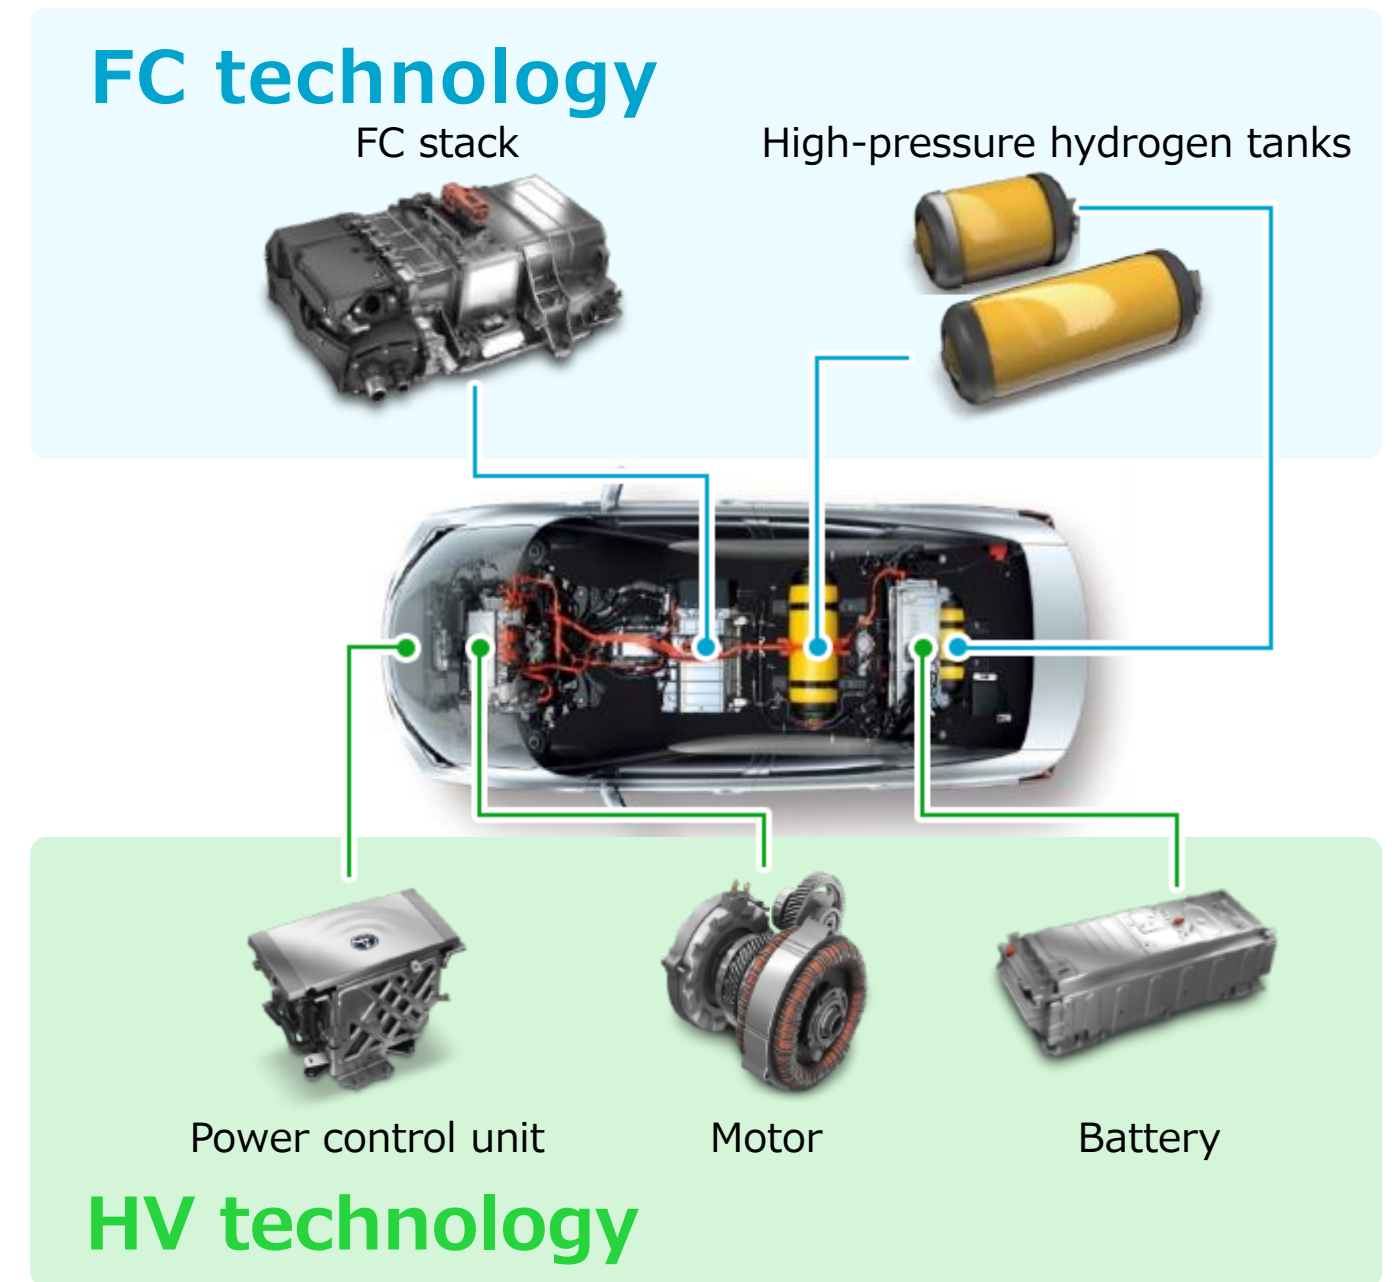 FC technology
FC stack
High-pressure hydrogen tanks
Power control unit
Motor
Battery
HV technology